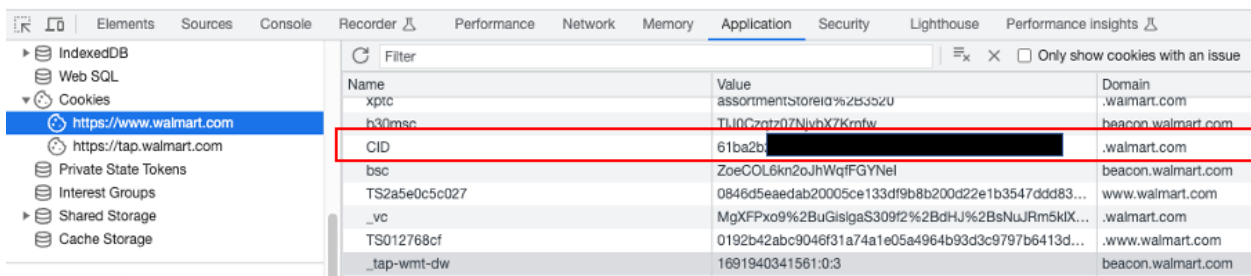 Elements Sources Console Recorder Performance Network Memory Application Security Lighthouse Performance insights
IndexedDB
Web SQL
Cookies
https://www.walmart.com
https://tap.walmart.com
Private State Tokens
Interest Groups
Shared Storage
Cache Storage
Filter Only show cookies with an issue
Name Value Domain
xptc assortmentStoreId%2B3520 .walmart.com
b30msc beacon.walmart.com
CID 61ba2b .walmart.com
bsc ZoeCOL6kn2oJhWqfFGYNeI beacon.walmart.com
TS2a5e0c5c027 0846d5eaedab20005ce133df9b8b200d22e1b3547ddd83... www.walmart.com
_vc MgXFPxo9%2BuGisIgaS309f2%2BdHJ%2BsNuJRm5kIX... .walmart.com
TS012768cf 0192b42abc9046f31a74a1e05a4964b93d3c9797b6413d... .www.walmart.com
_tap-wmt-dw 1691940341561:0:3 beacon.walmart.com